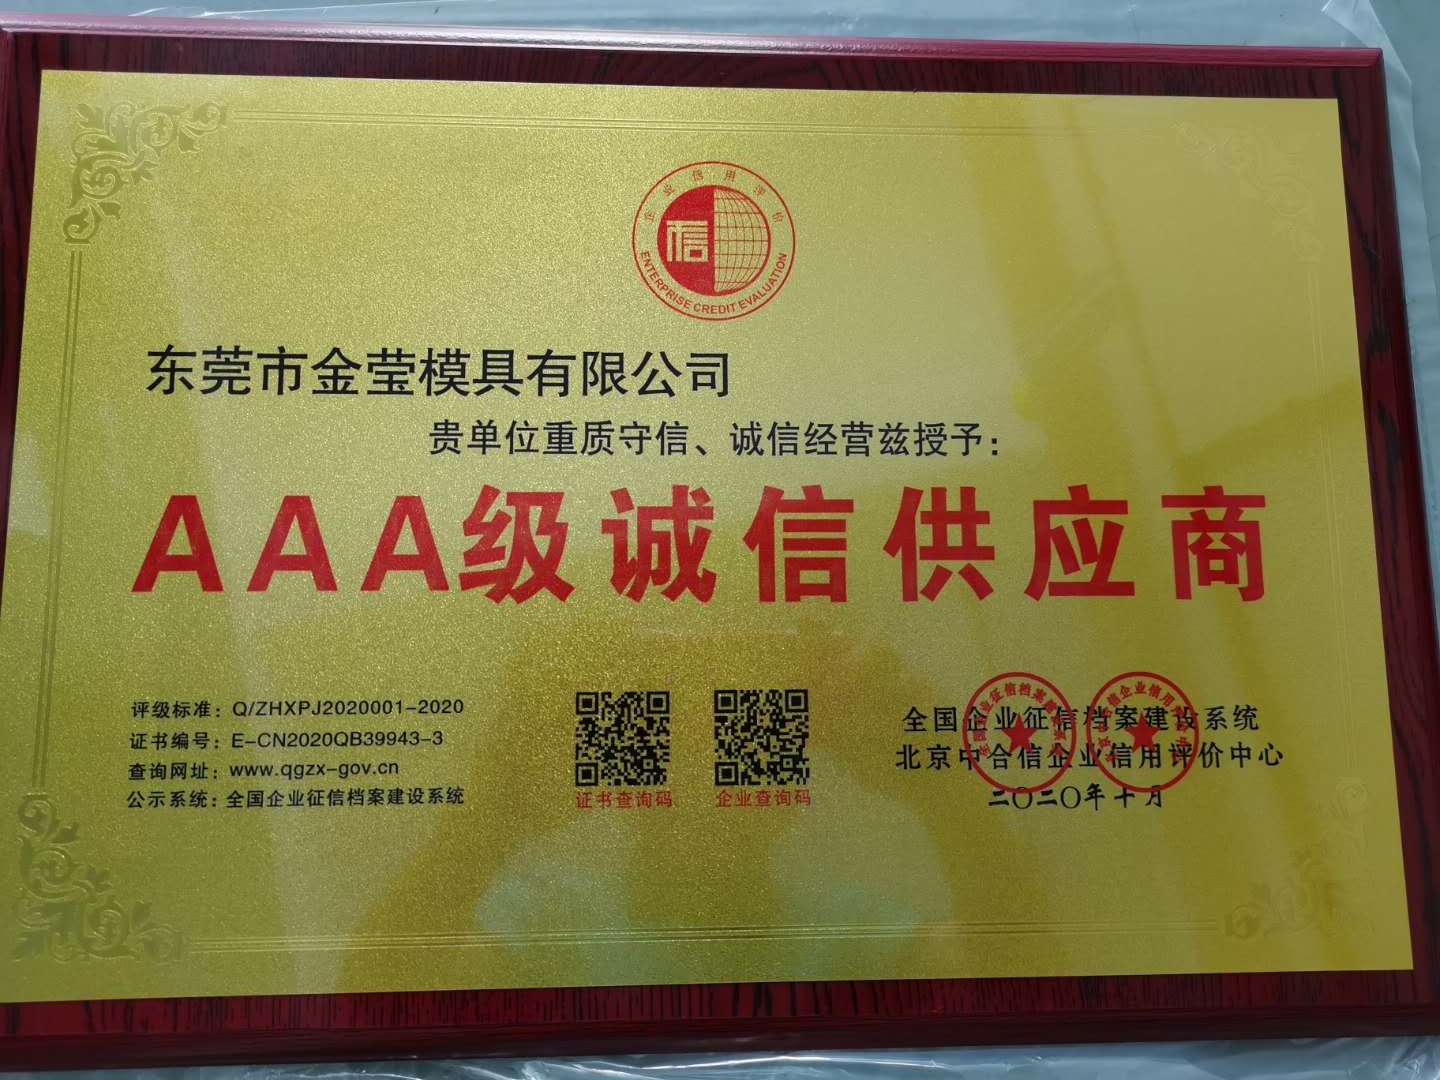 企业信用评价
信
ENTERPRISE CREDIT EVALUATION
东莞市金莹模具有限公司
贵单位重质守信、诚信经营兹授予：
AAA级诚信供应商
评级标准：Q/ZHXPJ2020001-2020
证书编号：E-CN2020QB39943-3
查询网址：www.qgzx-gov.cn
公示系统：全国企业征信档案建设系统
证书查询码
企业查询码
全国企业征信档案建设系统
北京中合信企业信用评价中心
二〇二〇年十月